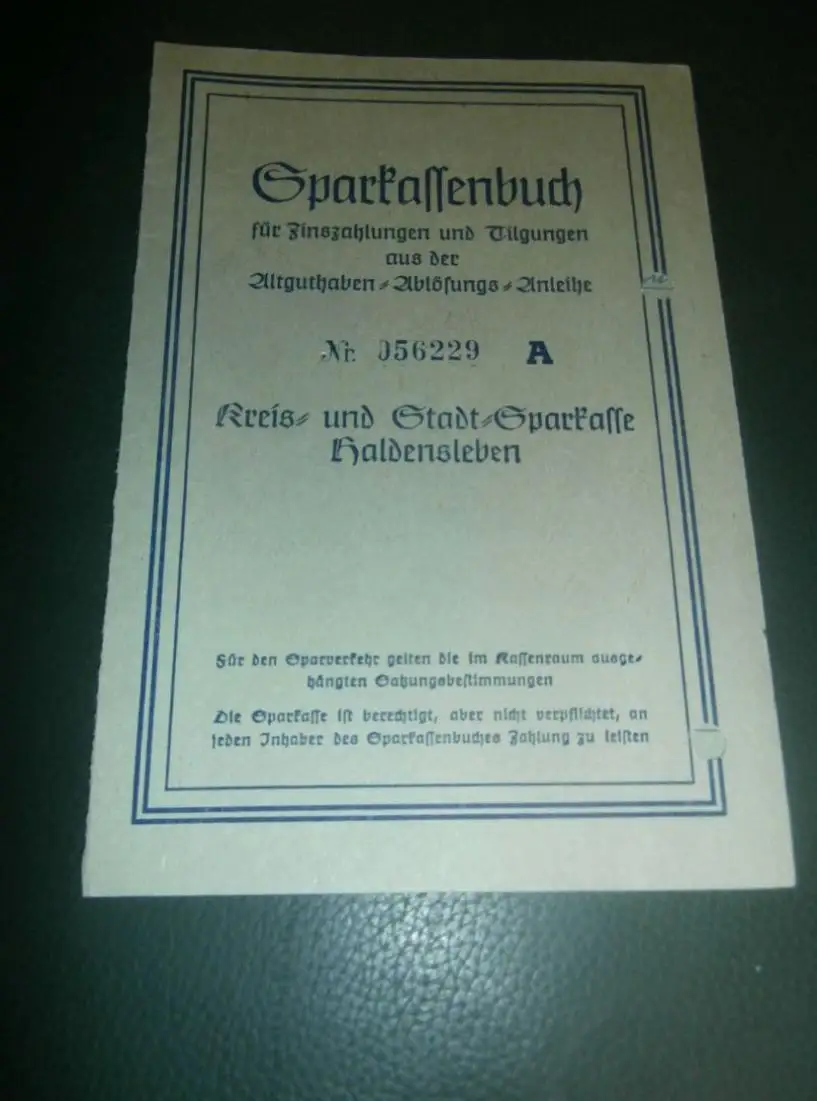 Sparkassenbuch
für Zinszahlungen und Tilgungen
aus der
Altguthaben-Ablösungs-Anleihe
Nr. 056229 A
Kreis- und Stadt-Sparkasse
Haldensleben
Für den Sparverkehr gelten die im Kassenraum ausge-
hängten Satzungsbestimmungen
Die Sparkasse ist berechtigt, aber nicht verpflichtet, an
jeden Inhaber des Sparkassenbuches Zahlung zu leisten